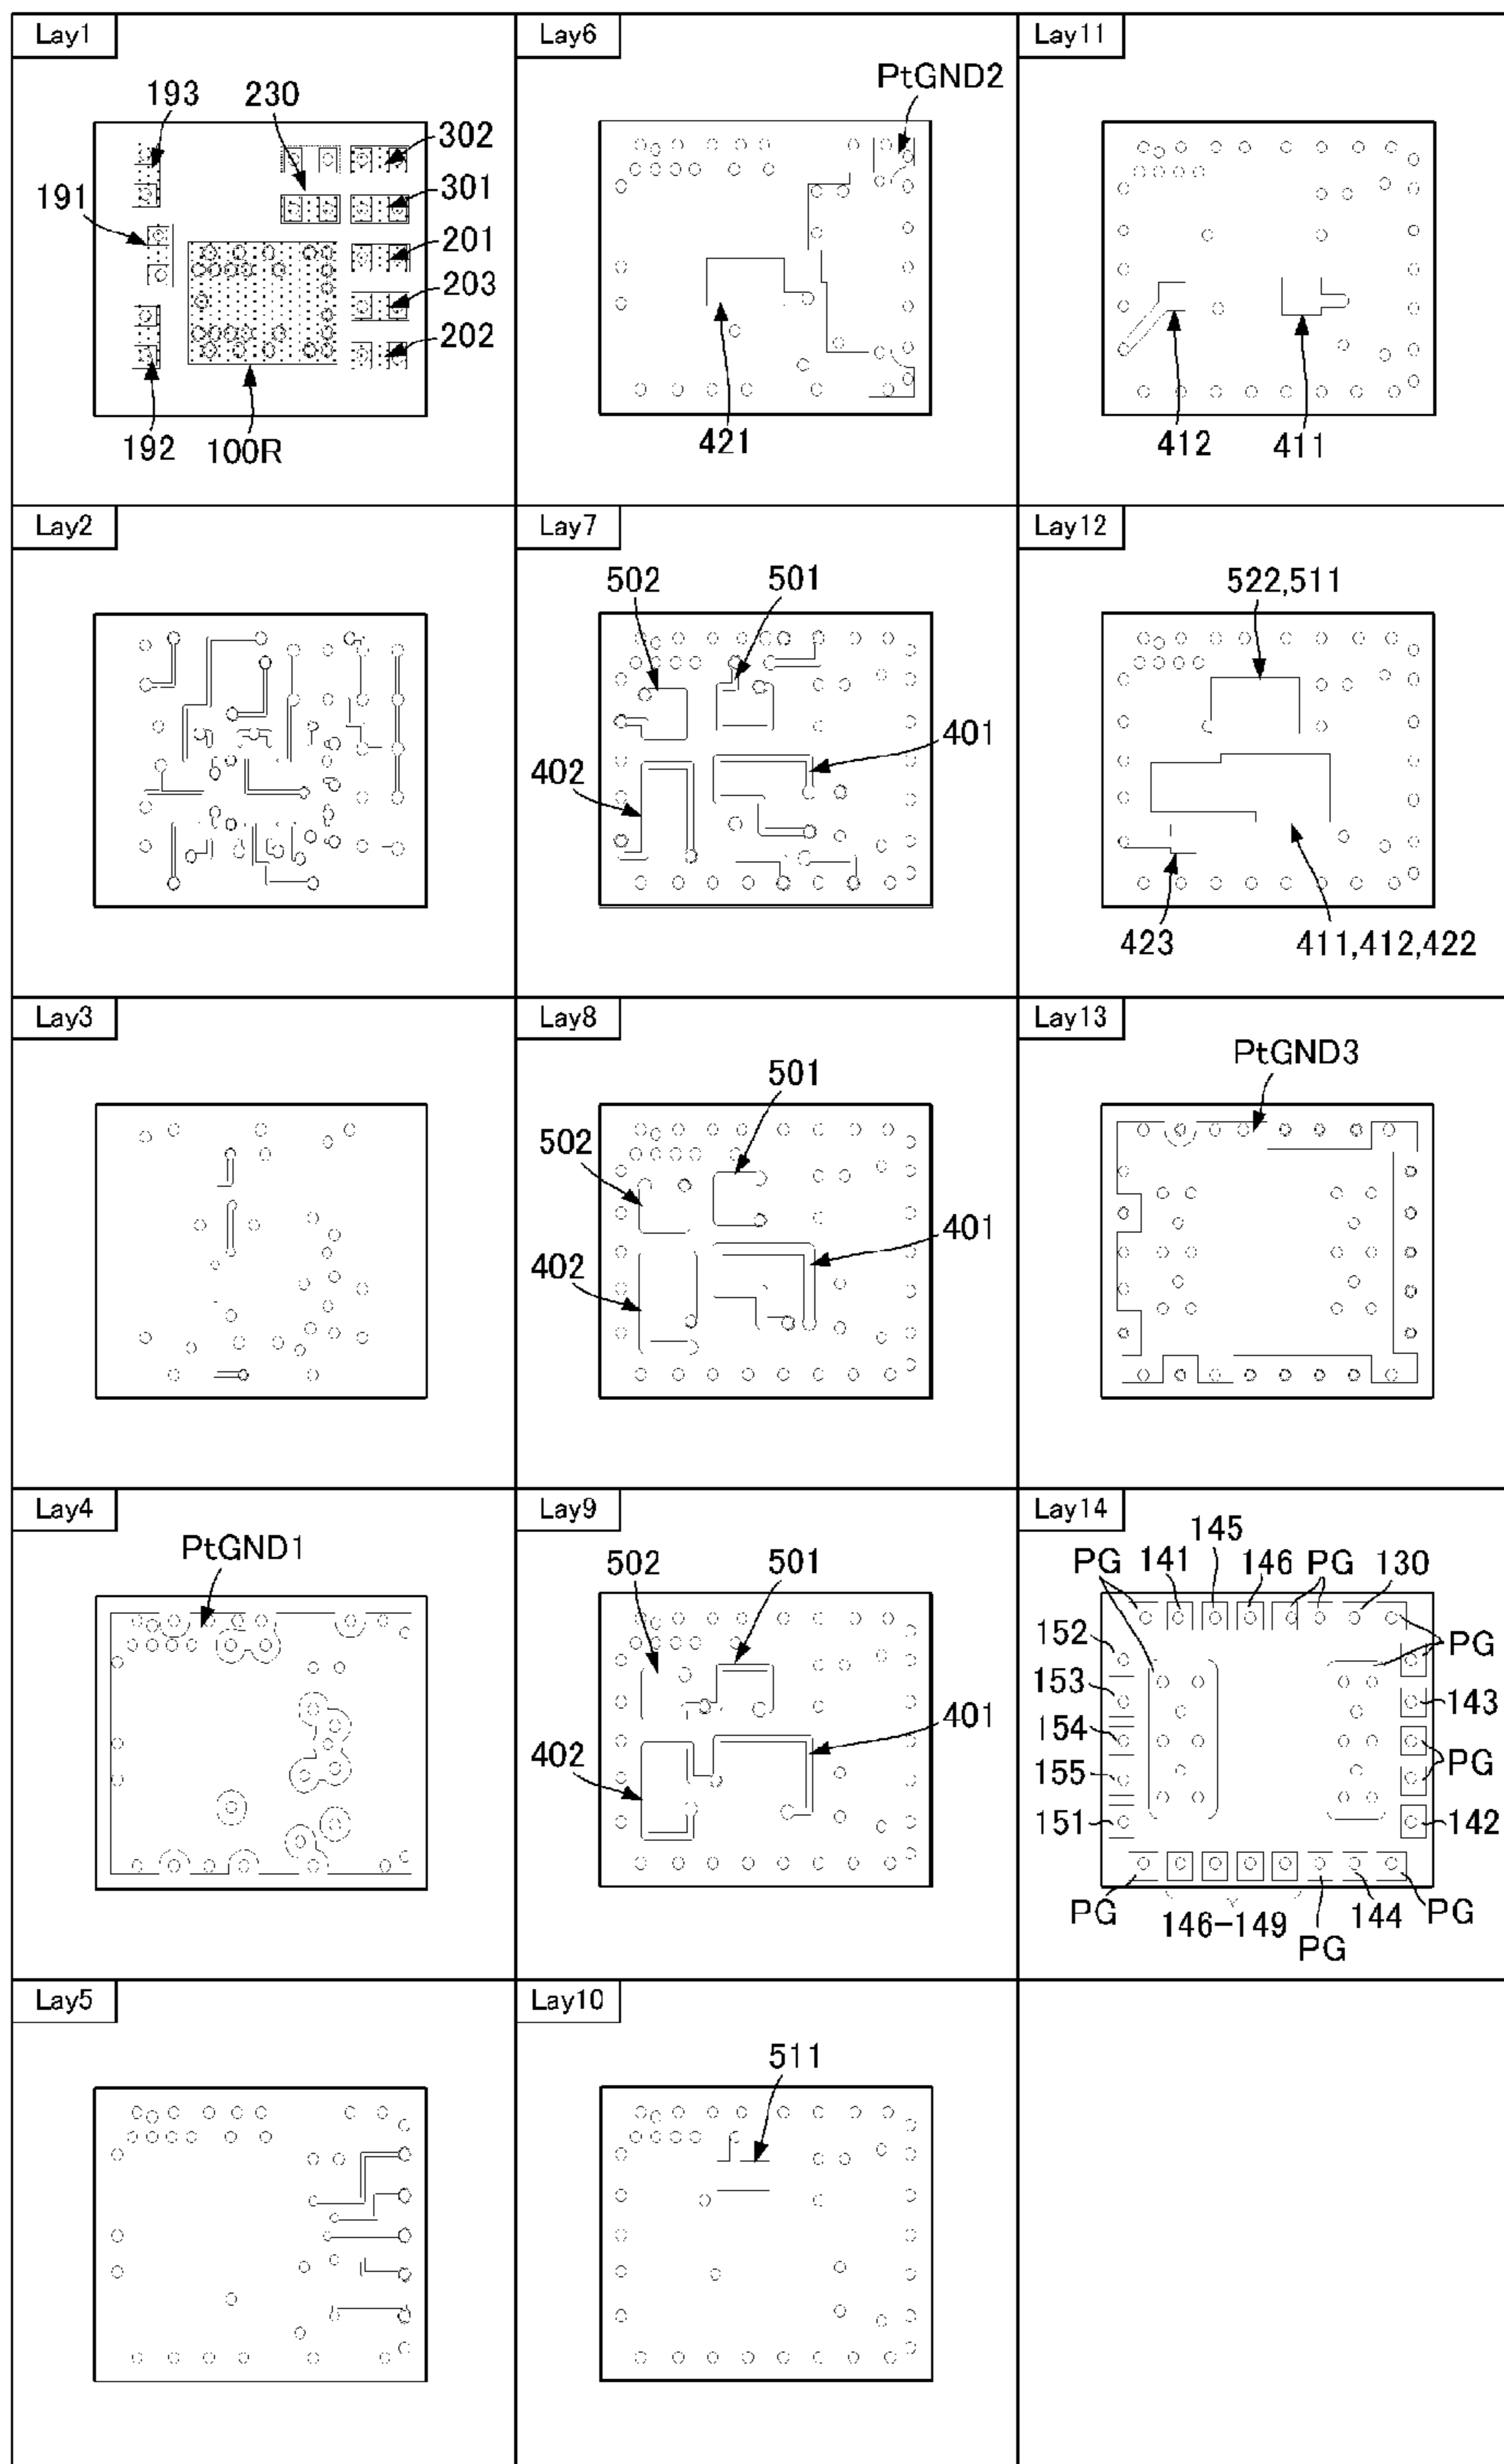 Lay1
193 230
302
191
301
201
203
202
192 100R
Lay6
PtGND2
421
Lay11
412 411
Lay2
Lay7
502 501
401
402
Lay12
522,511
423 411,412,422
Lay3
Lay8
501
502
401
402
Lay13
PtGND3
Lay4
PtGND1
Lay9
502 501
401
402
Lay14
145
PG 141 146 PG 130
152
PG
153
143
154
PG
155
151
142
PG 146-149 144 PG
PG
Lay5
Lay10
511